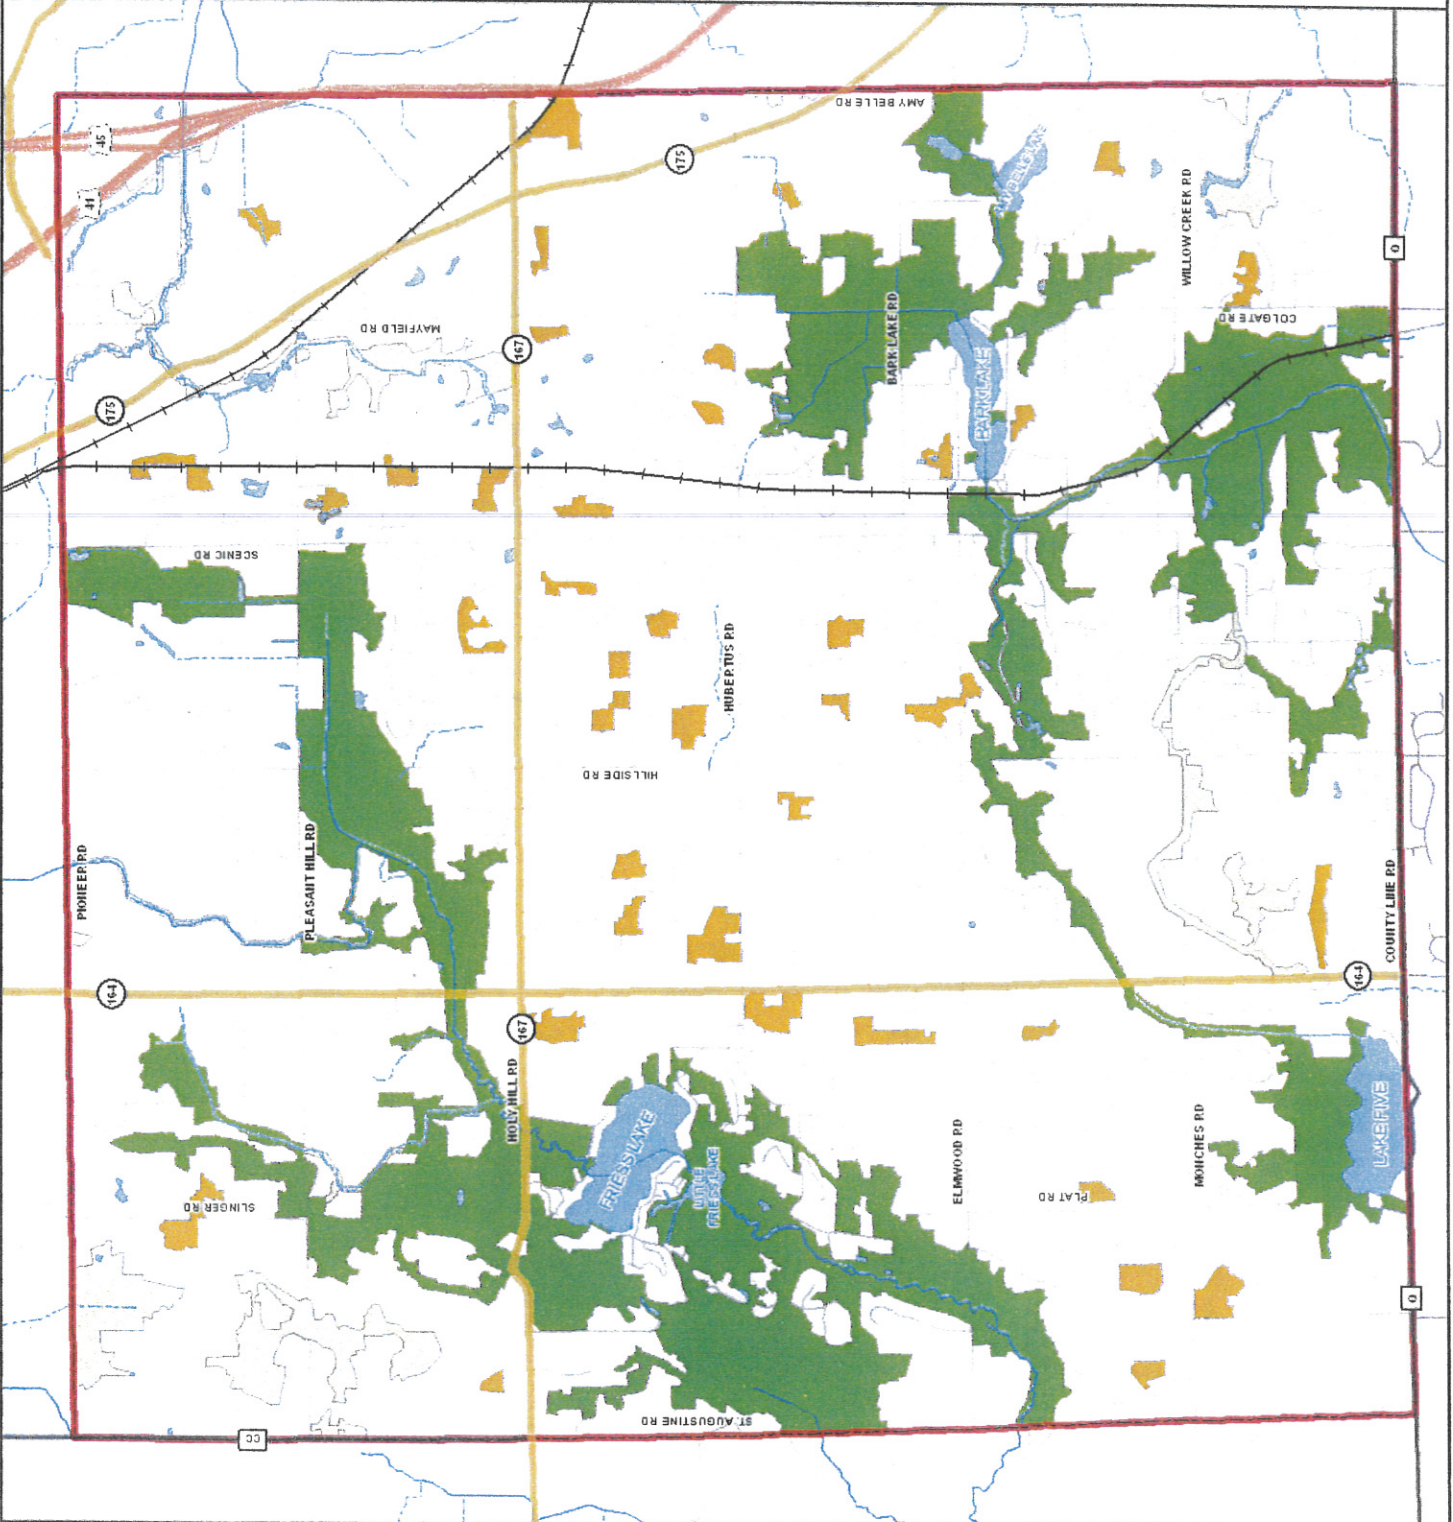 45
41
AMY BELLE RD
175
LAKE
WILLOW CREEK RD
Q
MAYFIELD RD
167
BARK LAKE RD
COLGATE RD
175
BARK LAKE
SCENIC RD
HUBERTUS RD
HILLSIDE RD
PIONEER RD
PLEASANT HILL RD
COUNTY LINE RD
164
164
167
HOLY HILL RD
FRIESS LAKE
LITTLE
FRIESS LAKE
ELMWOOD RD
MONCHES RD
LAKE FIVE
SLINGER RD
PLAT RD
Q
ST. AUGUSTINE RD
CC